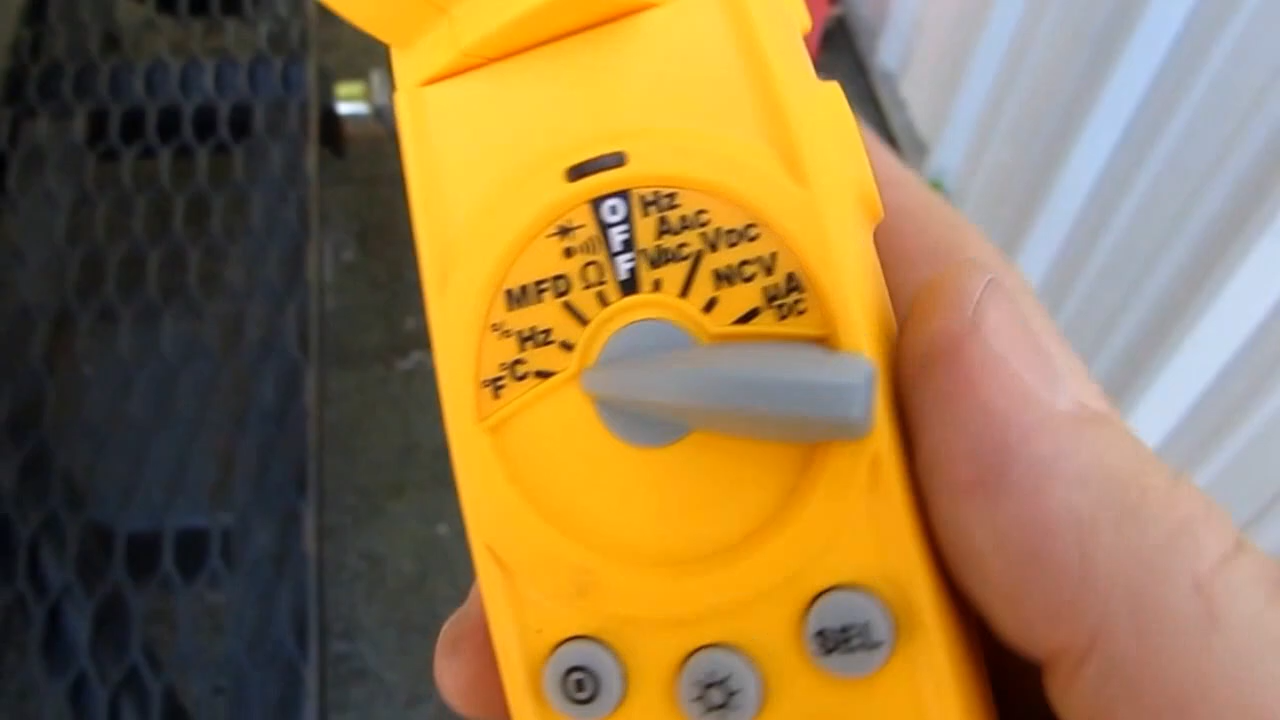 OFF
Hz
AAC
VAC VDC
NCV
µA
DC
MFD Ω
% Hz
°F °C
SEL